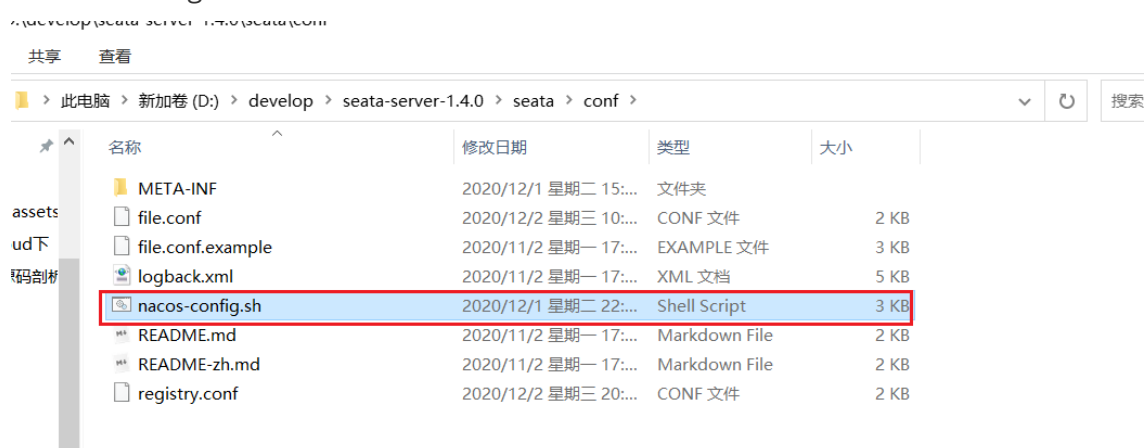 共享 查看
此电脑 > 新加卷 (D:) > develop > seata-server-1.4.0 > seata > conf > 搜索
名称 修改日期 类型 大小
META-INF 2020/12/1 星期二 15:... 文件夹
assets file.conf 2020/12/2 星期三 10:... CONF 文件 2 KB
ud下 file.conf.example 2020/11/2 星期一 17:... EXAMPLE 文件 3 KB
码剖析 logback.xml 2020/11/2 星期一 17:... XML 文档 5 KB
nacos-config.sh 2020/12/1 星期二 22:... Shell Script 3 KB
README.md 2020/11/2 星期一 17:... Markdown File 2 KB
README-zh.md 2020/11/2 星期一 17:... Markdown File 2 KB
registry.conf 2020/12/2 星期三 20:... CONF 文件 2 KB